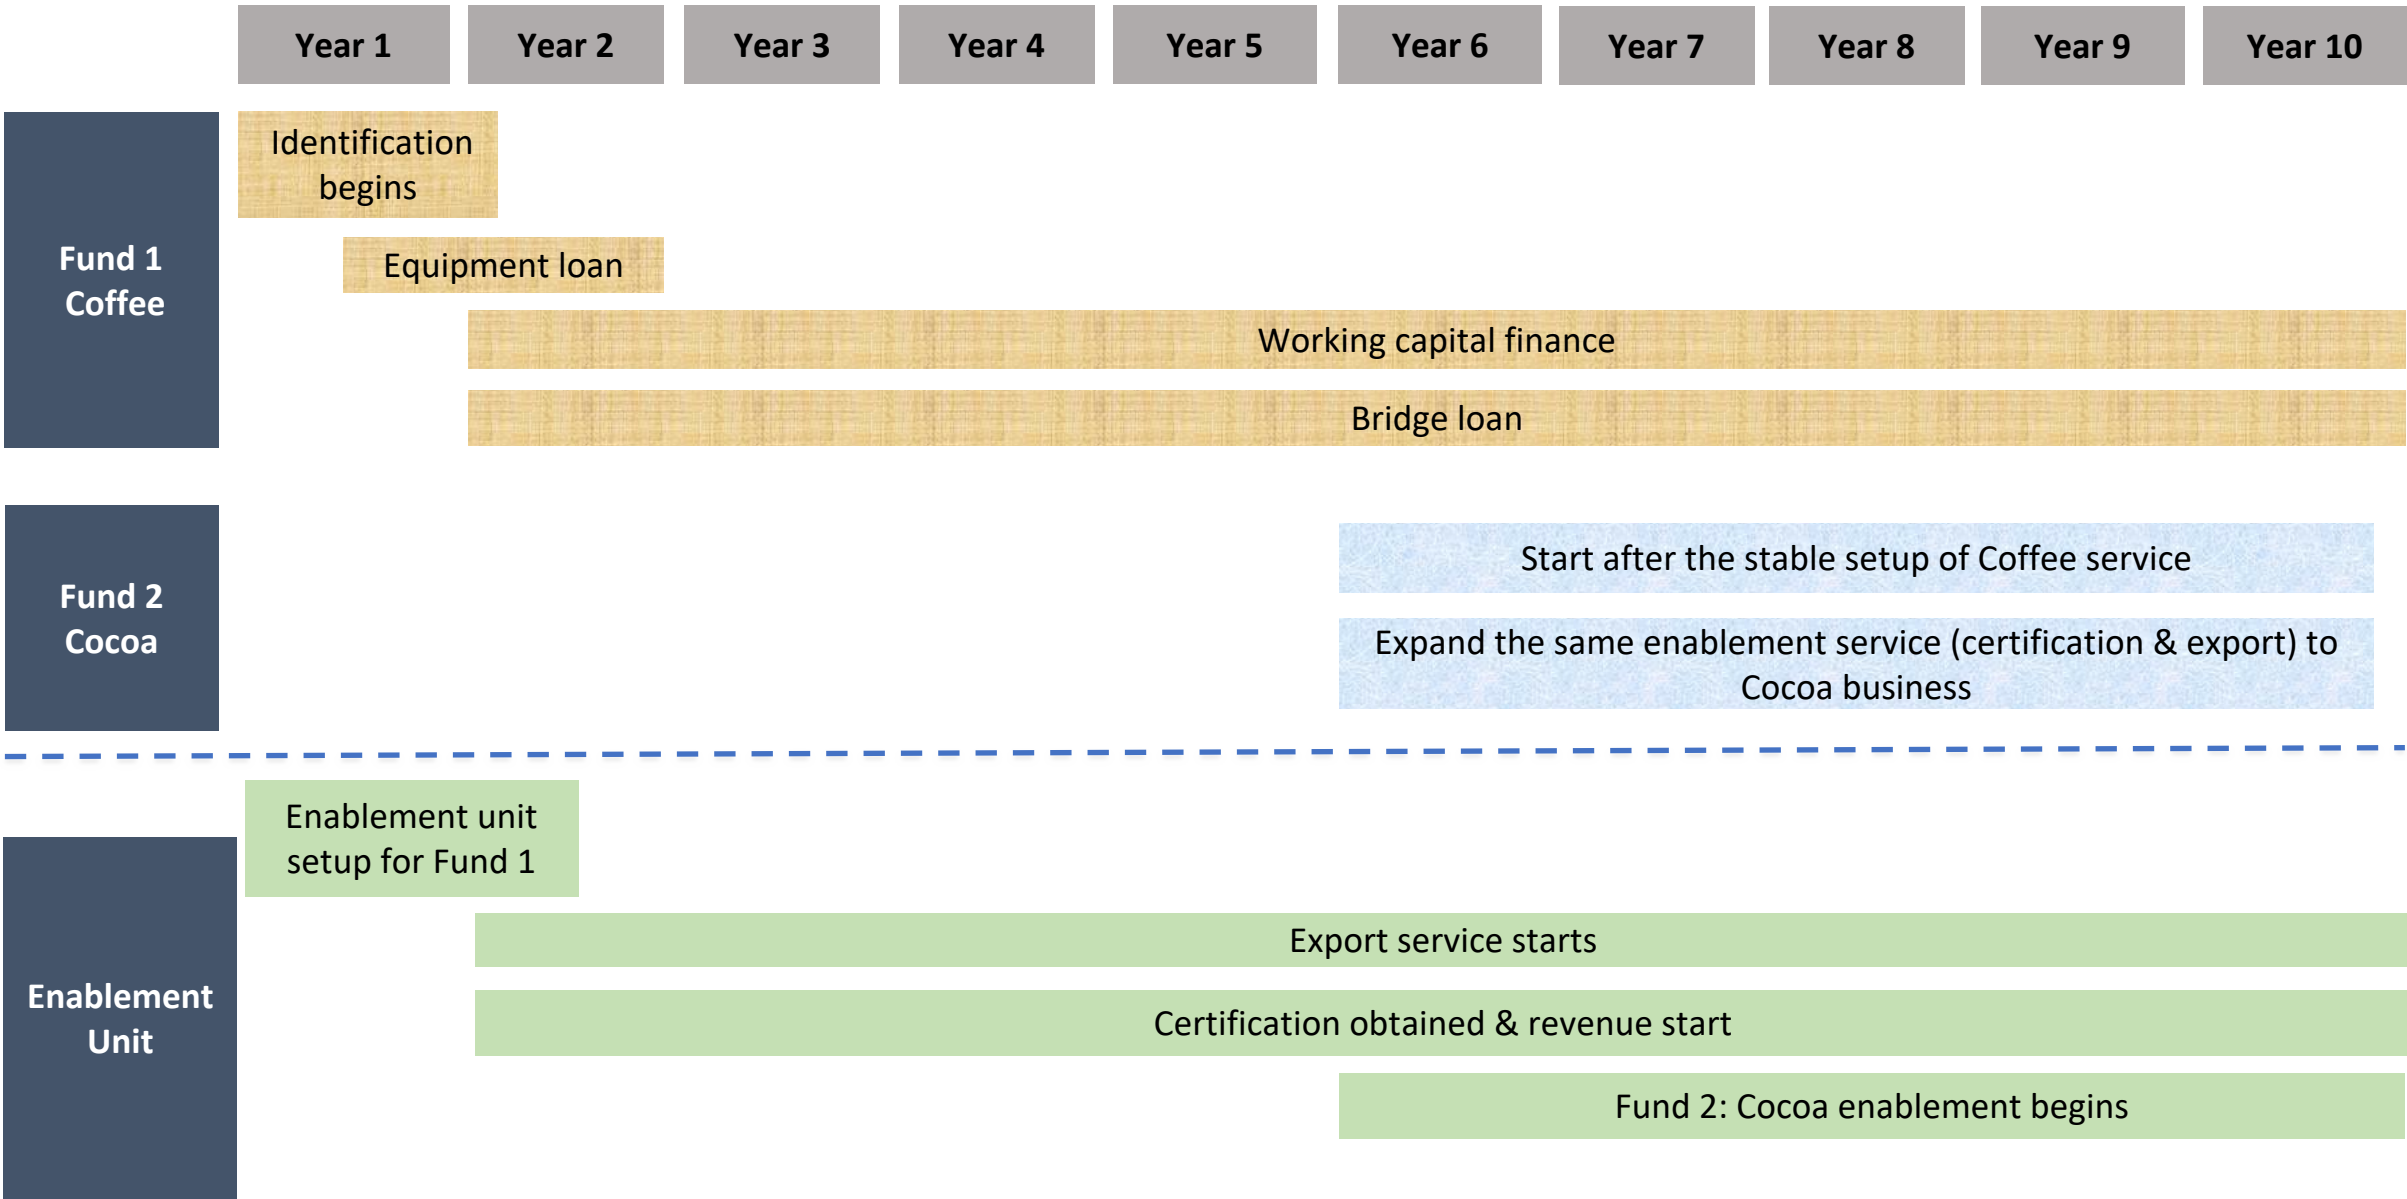 Year 1
Year 2
Year 3
Year 4
Year 5
Year 6
Year 7
Year 8
Year 9
Year 10
Fund 1
Coffee
Identification
begins
Equipment loan
Working capital finance
Bridge loan
Fund 2
Cocoa
Start after the stable setup of Coffee service
Expand the same enablement service (certification & export) to
Cocoa business
Enablement
Unit
Enablement unit
setup for Fund 1
Export service starts
Certification obtained & revenue start
Fund 2: Cocoa enablement begins